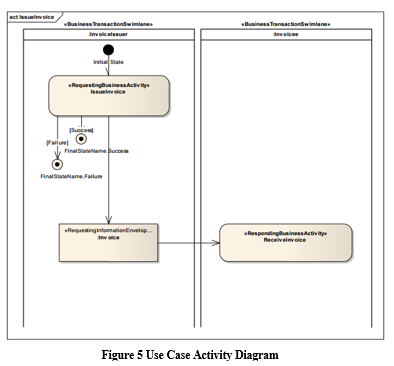 act IssueInvoice
«BusinessTransactionSwimlane»
«BusinessTransactionSwimlane»
:InvoiceIssuer
:Invoicee
Initial State
«RequestingBusinessActivity»
IssueInvoice
[Success]
[Failure]
FinalStateName.Success
FinalStateName.Failure
«RequestingInformationEnvelop...
:Invoice
«RespondingBusinessActivity»
ReceiveInvoice
Figure 5 Use Case Activity Diagram